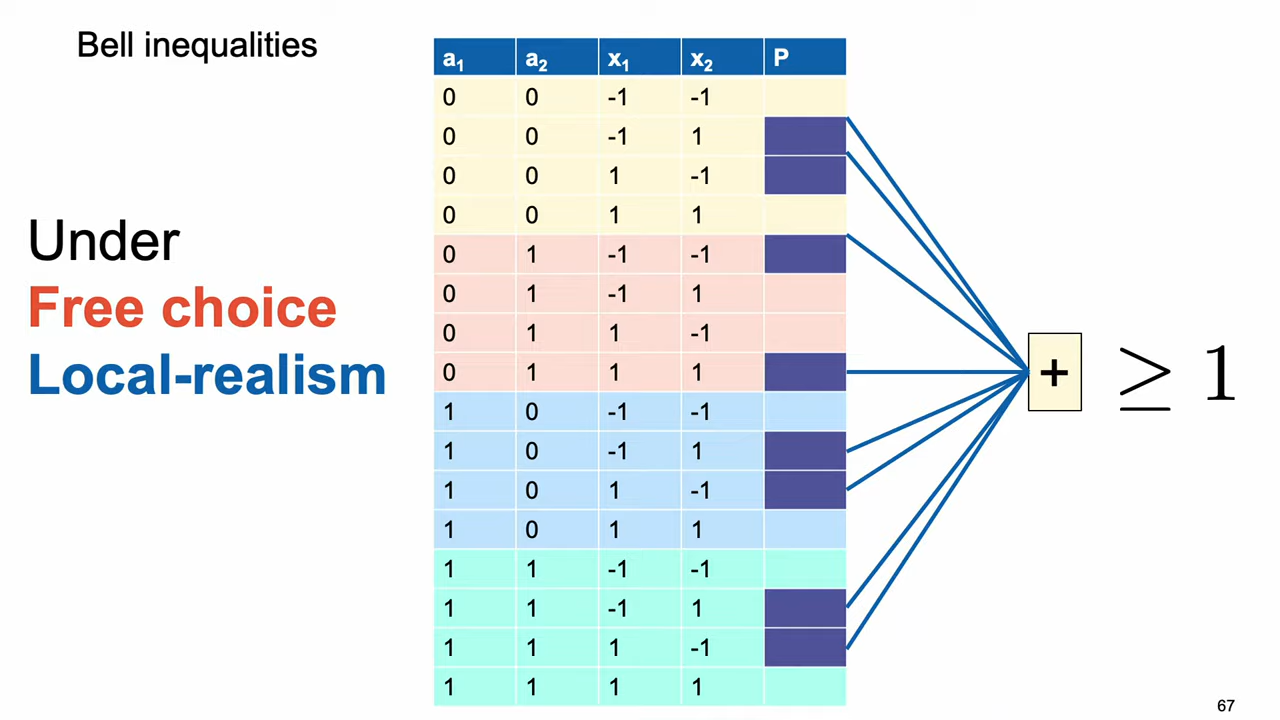 Bell inequalities
a₁ a₂ x₁ x₂ P
0 0 -1 -1
0 0 -1 1
0 0 1 -1
0 0 1 1
0 1 -1 -1
0 1 -1 1
0 1 1 -1
0 1 1 1
1 0 -1 -1
1 0 -1 1
1 0 1 -1
1 0 1 1
1 1 -1 -1
1 1 -1 1
1 1 1 -1
1 1 1 1
Under
Free choice
Local-realism
+ ≥ 1
67